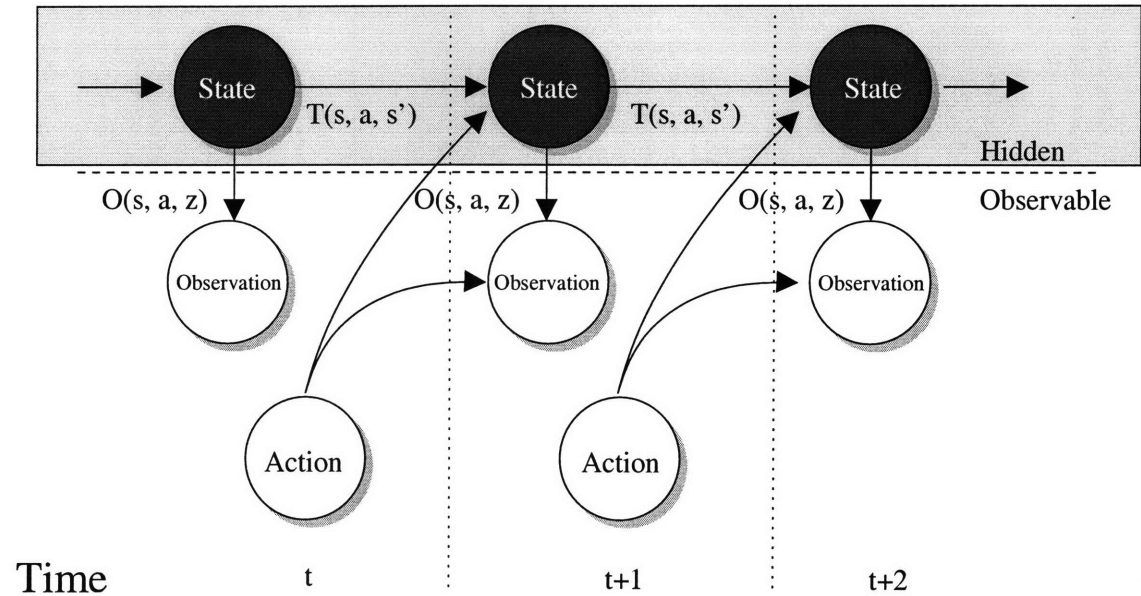 State
State
State
T(s, a, s’)
T(s, a, s’)
Hidden
O(s, a, z)
O(s, a, z)
O(s, a, z)
Observable
Observation
Observation
Observation
Action
Action
Time
t
t+1
t+2